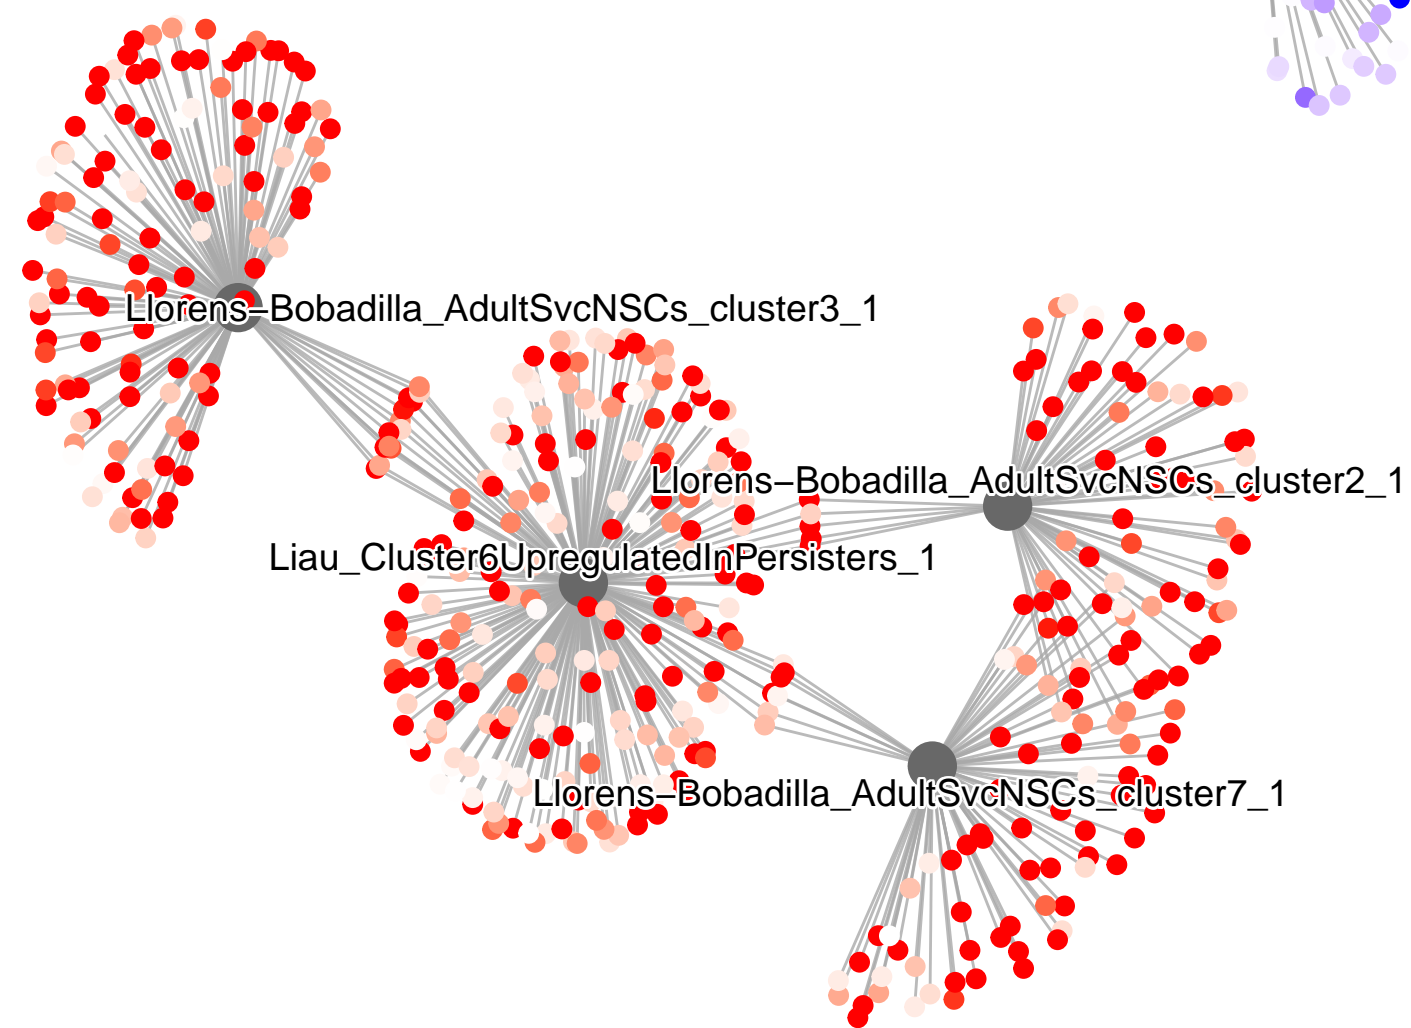 Llorens–Bobadilla_AdultSvcNSCs_cluster3_1
Llorens–Bobadilla_AdultSvcNSCs_cluster2_1
Liau_Cluster6UpregulatedInPersisters_1
Llorens–Bobadilla_AdultSvcNSCs_cluster7_1